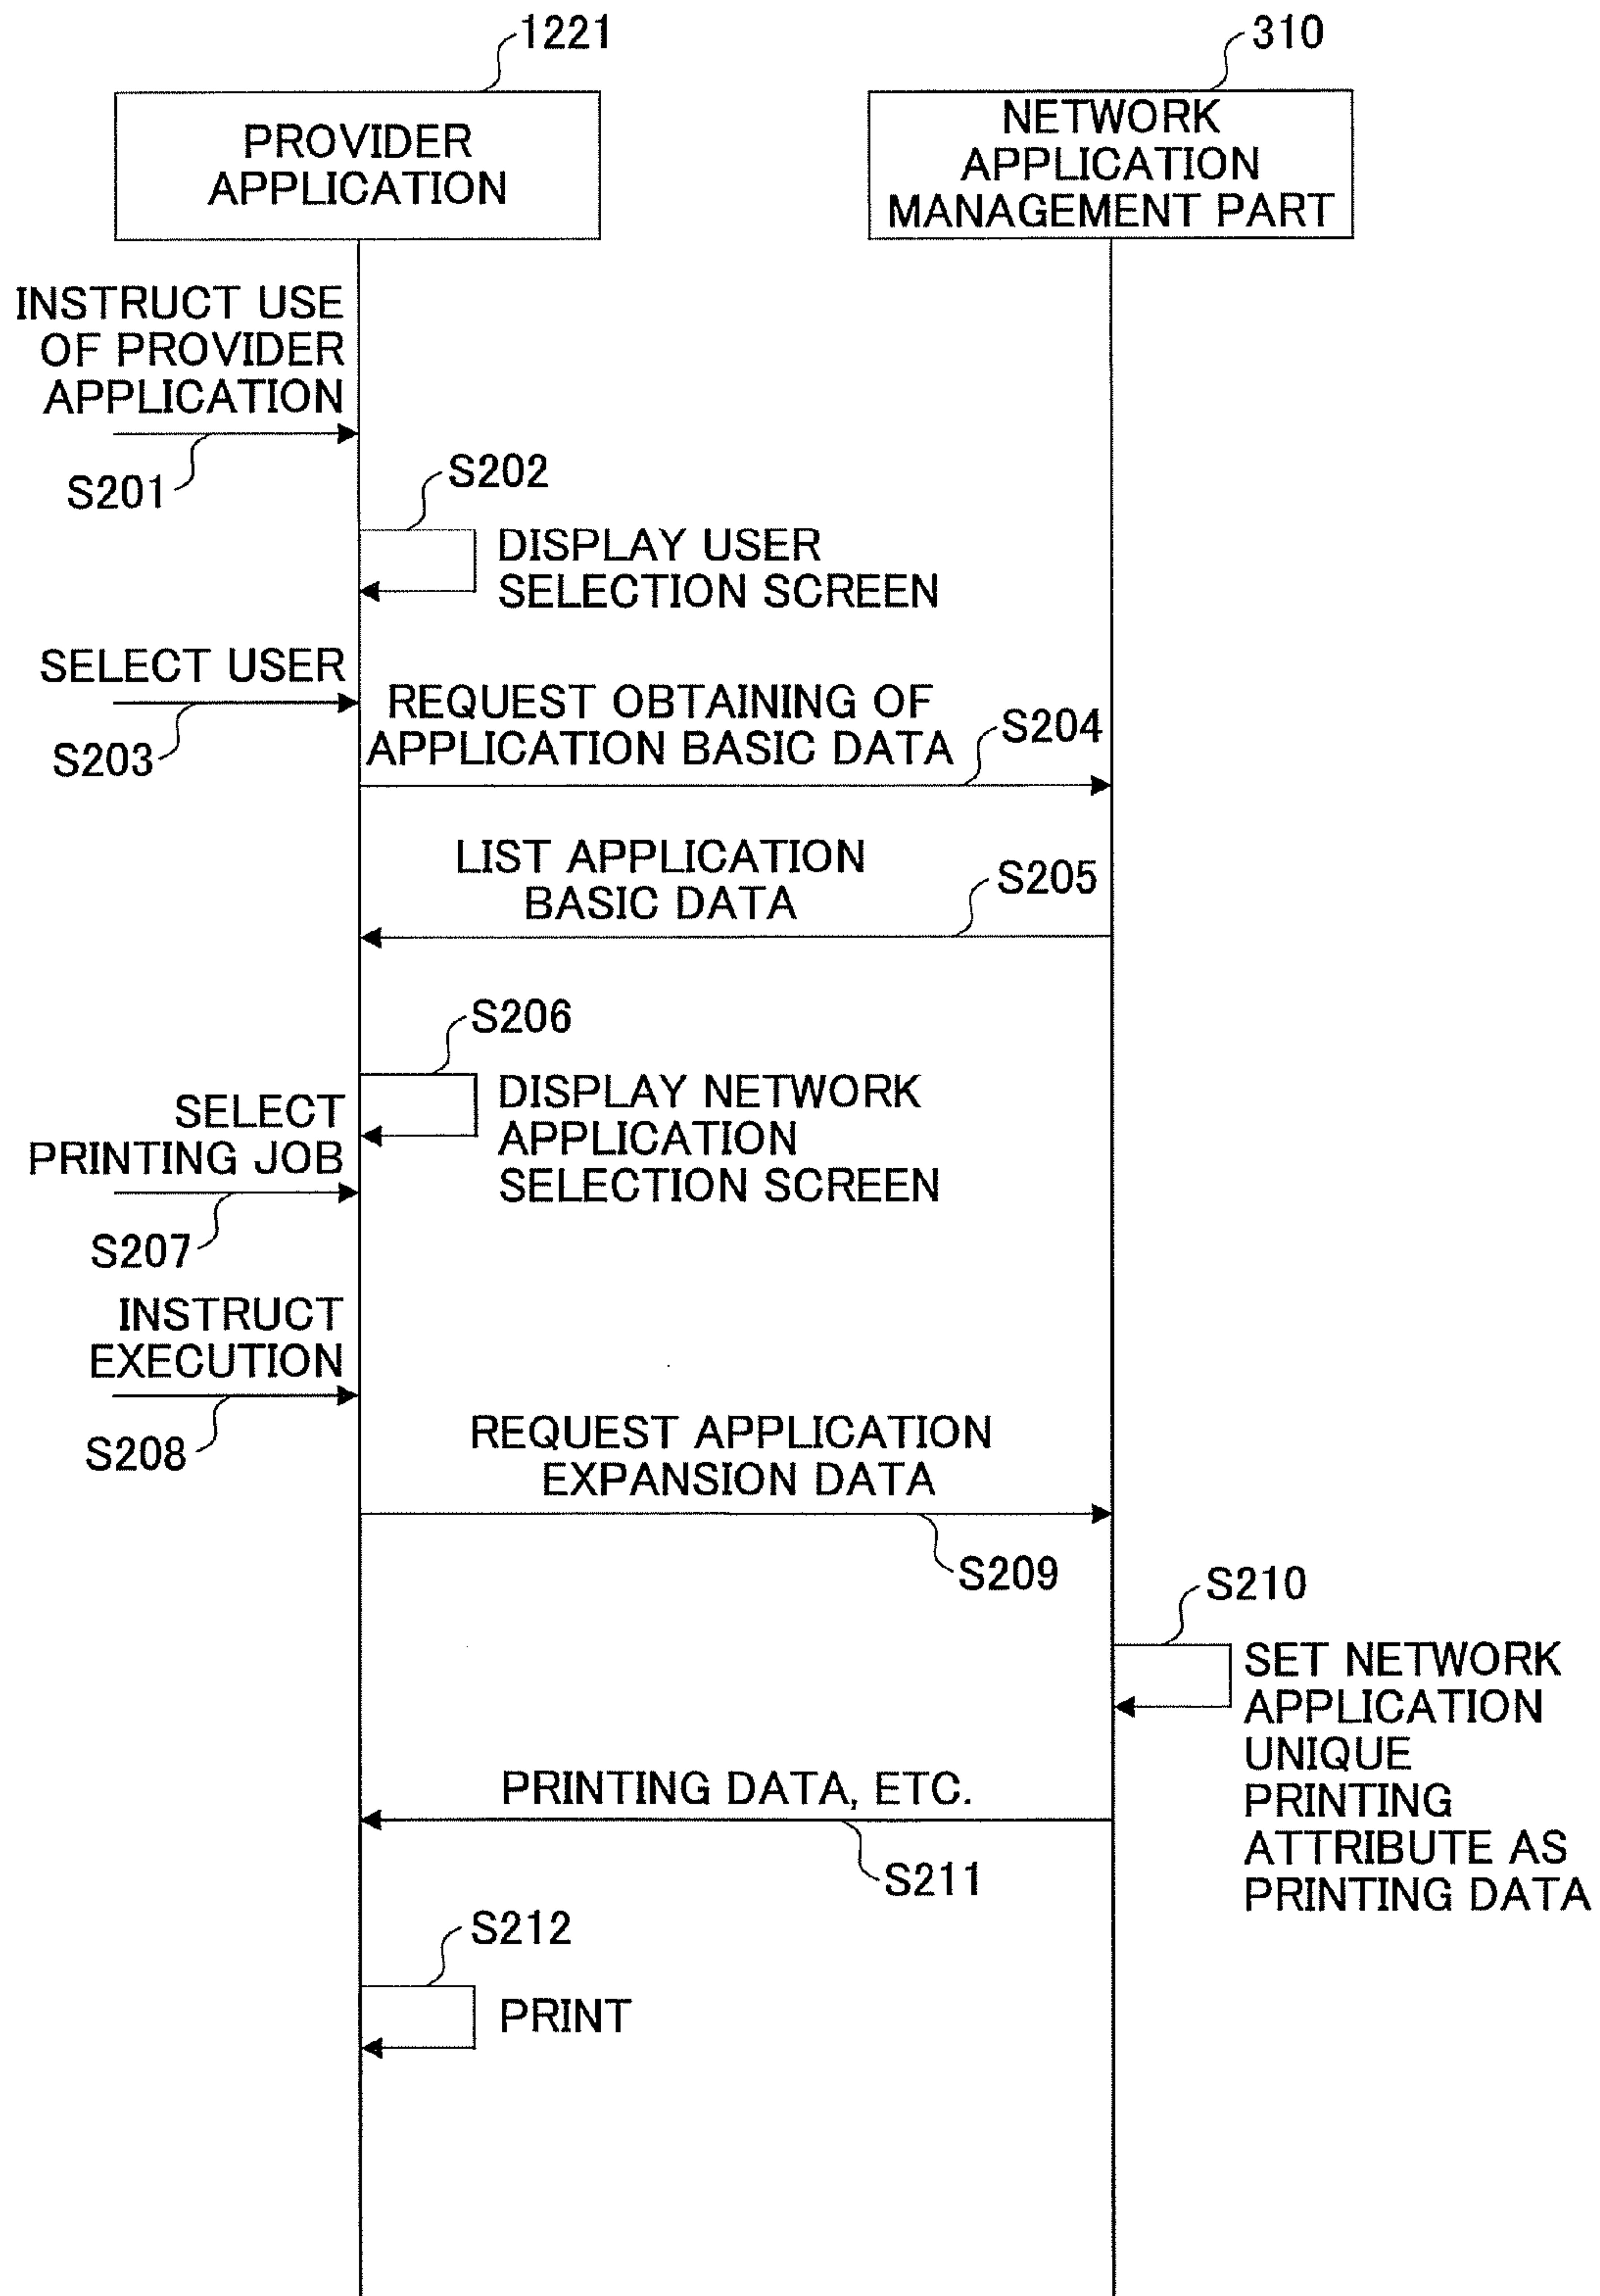 1221
310
PROVIDER
APPLICATION
NETWORK
APPLICATION
MANAGEMENT PART
INSTRUCT USE
OF PROVIDER
APPLICATION
S201
S202
DISPLAY USER
SELECTION SCREEN
SELECT USER
S203
REQUEST OBTAINING OF
APPLICATION BASIC DATA
S204
LIST APPLICATION
BASIC DATA
S205
S206
DISPLAY NETWORK
APPLICATION
SELECTION SCREEN
SELECT
PRINTING JOB
S207
INSTRUCT
EXECUTION
S208
REQUEST APPLICATION
EXPANSION DATA
S209
S210
SET NETWORK
APPLICATION
UNIQUE
PRINTING
ATTRIBUTE AS
PRINTING DATA
PRINTING DATA, ETC.
S211
S212
PRINT